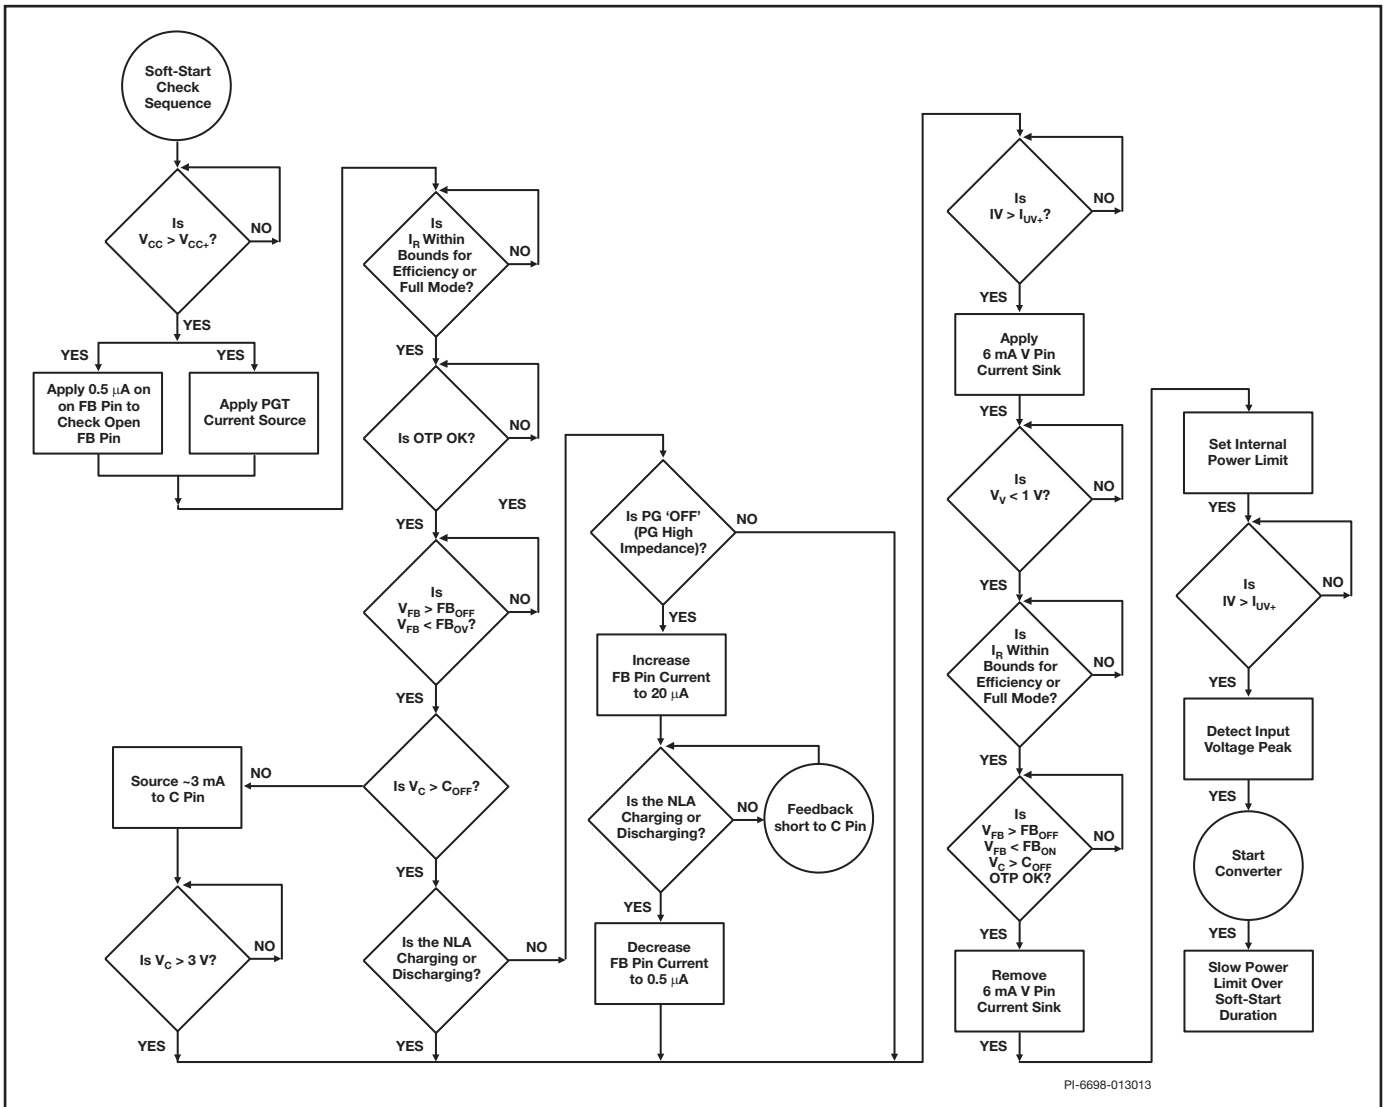 Soft-Start
Check
Sequence
Is
VCC > VCC+?
NO
YES
YES
YES
Apply 0.5 µA on
on FB Pin to
Check Open
FB Pin
Apply PGT
Current Source
Is
IR Within
Bounds for
Efficiency or
Full Mode?
NO
YES
Is OTP OK?
NO
YES
YES
Is
VFB > FBOFF
VFB < FBOV?
NO
YES
Is VC > COFF?
NO
Source ~3 mA
to C Pin
Is VC > 3 V?
NO
YES
YES
Is the NLA
Charging or
Discharging?
NO
YES
Is PG ‘OFF’
(PG High
Impedance)?
NO
YES
Increase
FB Pin Current
to 20 µA
Is the NLA
Charging or
Discharging?
NO
Feedback
short to C Pin
YES
Decrease
FB Pin Current
to 0.5 µA
Is
IV > IUV+?
NO
YES
Apply
6 mA V Pin
Current Sink
YES
Is
VV < 1 V?
NO
YES
Is
IR Within
Bounds for
Efficiency or
Full Mode?
NO
YES
Is
VFB > FBOFF
VFB < FBON
VC > COFF
OTP OK?
NO
YES
Remove
6 mA V Pin
Current Sink
YES
Set Internal
Power Limit
YES
Is
IV > IUV+
NO
YES
Detect Input
Voltage Peak
YES
Start
Converter
YES
Slow Power
Limit Over
Soft-Start
Duration
PI-6698-013013